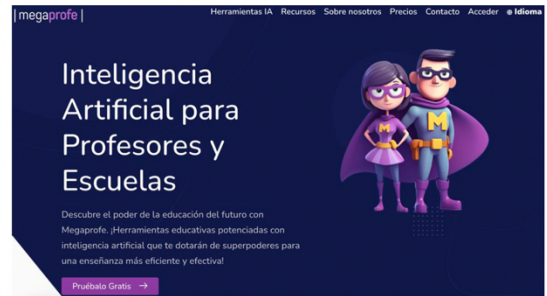 |megaprofe|
Herramientas IA Recursos Sobre nosotros Precios Contacto Acceder Idioma
Inteligencia
Artificial para
Profesores y
Escuelas
M
M
Descubre el poder de la educación del futuro con
Megaprofe. ¡Herramientas educativas potenciadas con
inteligencia artificial que te dotarán de superpoderes para
una enseñanza más eficiente y efectiva!
Pruébalo Gratis →